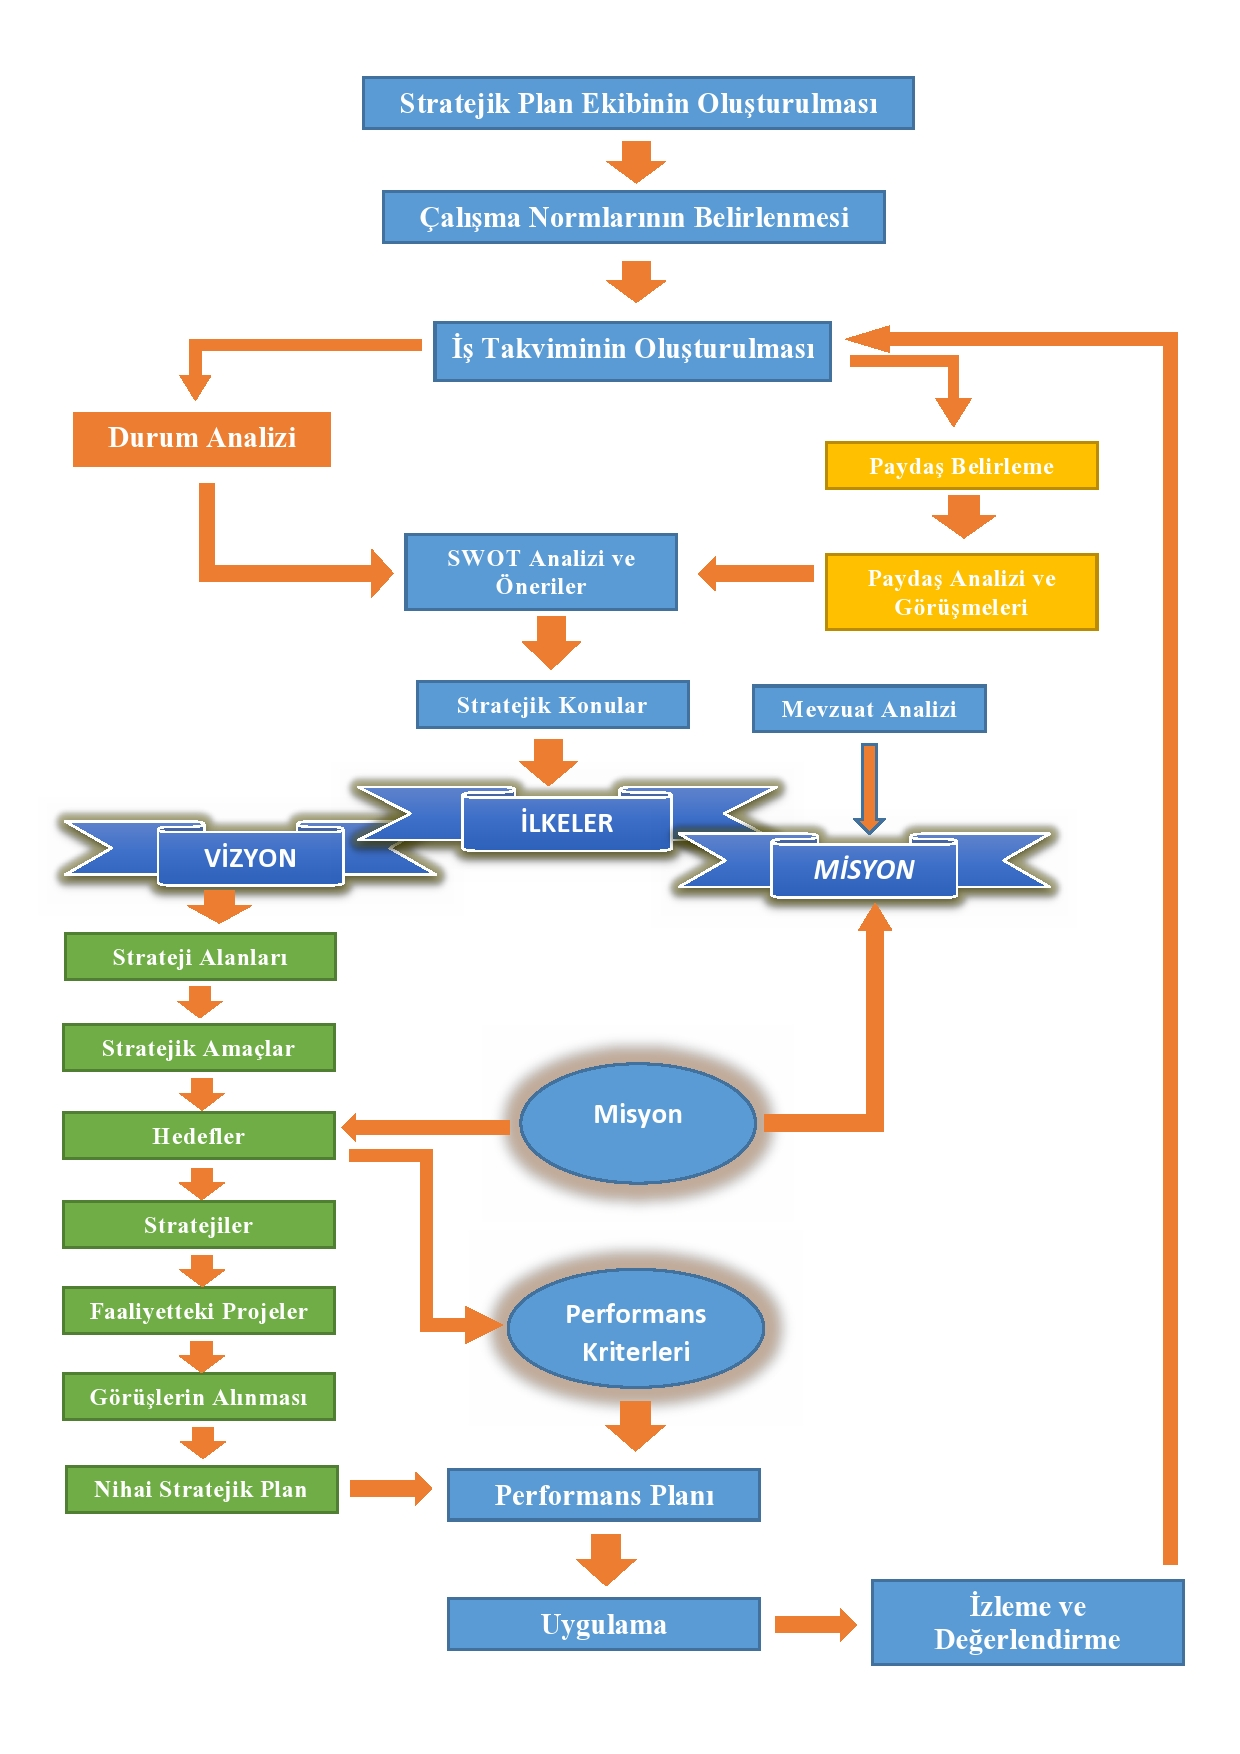 Stratejik Plan Ekibinin Oluşturulması
Çalışma Normlarının Belirlenmesi
İş Takviminin Oluşturulması
Durum Analizi
Paydaş Belirleme
SWOT Analizi ve
Öneriler
Paydaş Analizi ve
Görüşmeleri
Stratejik Konular
Mevzuat Analizi
İLKELER
VİZYON
MİSYON
Strateji Alanları
Stratejik Amaçlar
Hedefler
Misyon
Stratejiler
Faaliyetteki Projeler
Performans
Kriterleri
Görüşlerin Alınması
Nihai Stratejik Plan
Performans Planı
Uygulama
İzleme ve
Değerlendirme